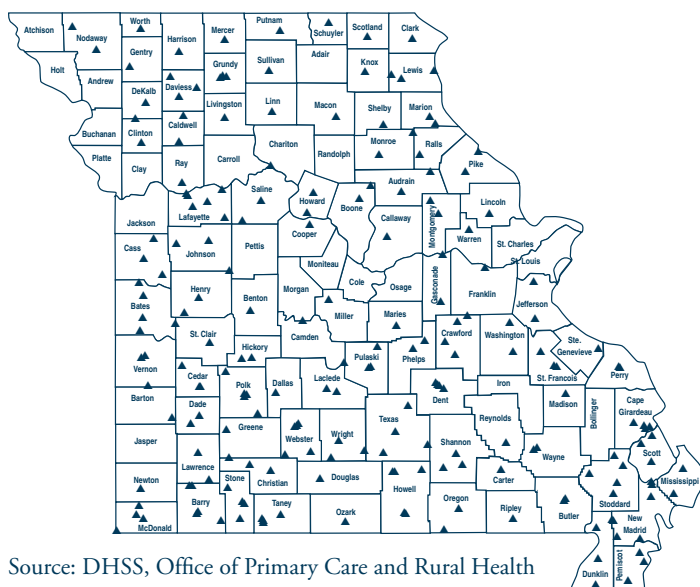 Atchison
Nodaway
Worth
Harrison
Mercer
Putnam
Schuyler
Scotland
Clark
Holt
Andrew
Gentry
DeKalb
Daviess
Grundy
Sullivan
Adair
Knox
Lewis
Buchanan
Clinton
Caldwell
Livingston
Linn
Macon
Shelby
Marion
Platte
Clay
Ray
Carroll
Chariton
Randolph
Monroe
Ralls
Pike
Jackson
Lafayette
Saline
Howard
Boone
Audrain
Callaway
Montgomery
Lincoln
Warren
St. Charles
St. Louis
Cass
Johnson
Pettis
Cooper
Moniteau
Cole
Osage
Gasconade
Franklin
Jefferson
Bates
Henry
Benton
Morgan
Miller
Maries
Crawford
Washington
Ste.
Genevieve
St. Francois
Perry
Vernon
St. Clair
Hickory
Camden
Pulaski
Phelps
Dent
Iron
Madison
Bollinger
Cape
Girardeau
Barton
Cedar
Polk
Dallas
Laclede
Texas
Reynolds
Jasper
Dade
Greene
Webster
Wright
Shannon
Wayne
Scott
Mississippi
Newton
Lawrence
Stone
Christian
Douglas
Howell
Carter
Stoddard
McDonald
Barry
Taney
Ozark
Oregon
Ripley
Butler
New
Madrid
Dunklin
Pemiscot
Source: DHSS, Office of Primary Care and Rural Health